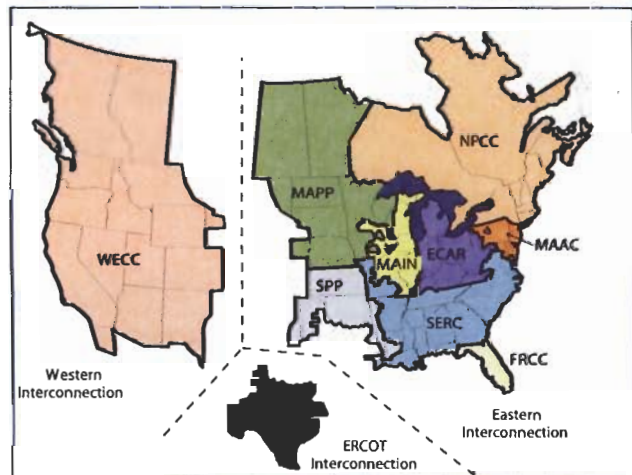 NPCC
MAPP
MAAC
ECAR
MAIN
WECC
SPP
SERC
FRCC
Western
Interconnection
Eastern
Interconnection
ERCOT
Interconnection